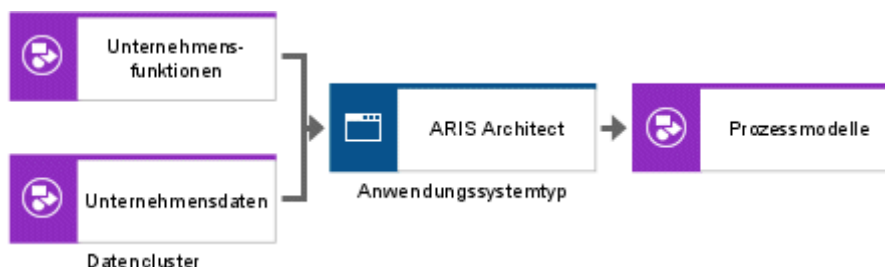 Unternehmens-
funktionen
ARIS Architect
Prozessmodelle
Anwendungssystemtyp
Unternehmensdaten
Datencluster